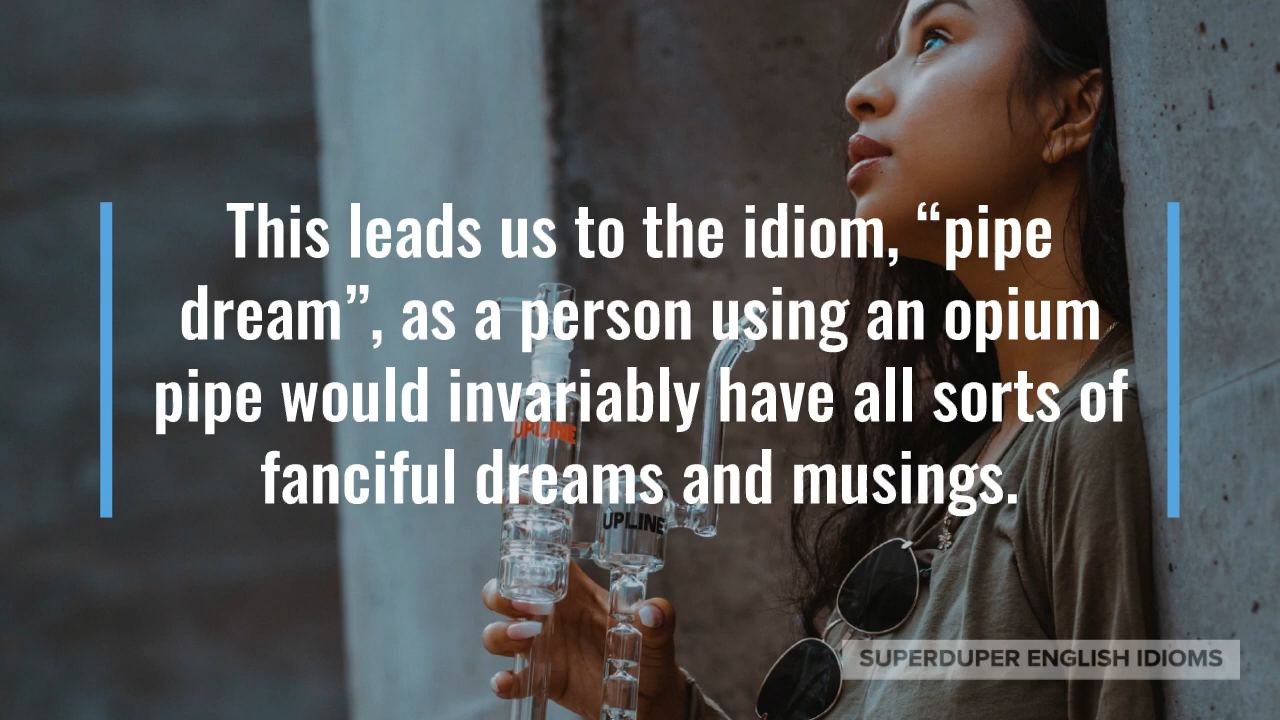 This leads us to the idiom, “pipe
dream”, as a person using an opium
pipe would invariably have all sorts of
fanciful dreams and musings.
UPLINE
UPLINE
SUPERDUPER ENGLISH IDIOMS